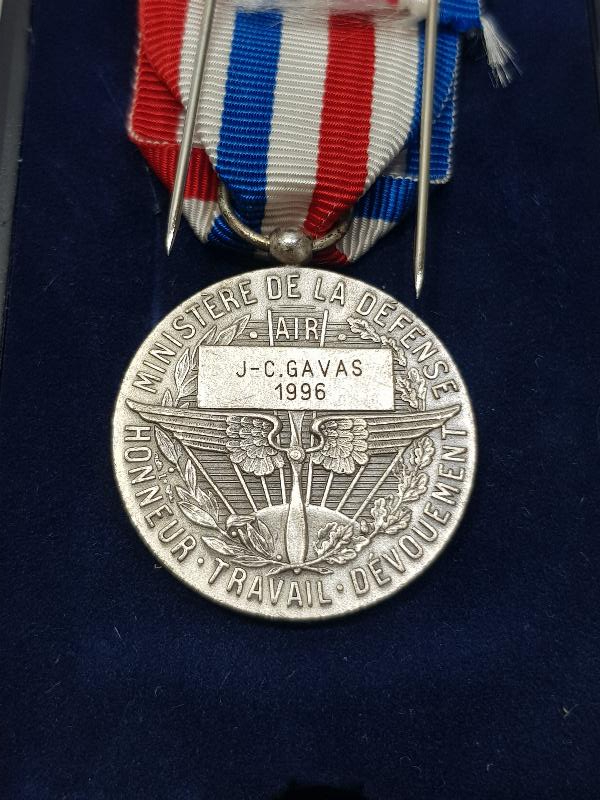 MINISTÈRE DE LA DÉFENSE
AIR
J-C.GAVAS
1996
HONNEUR · TRAVAIL · DÉVOUEMENT